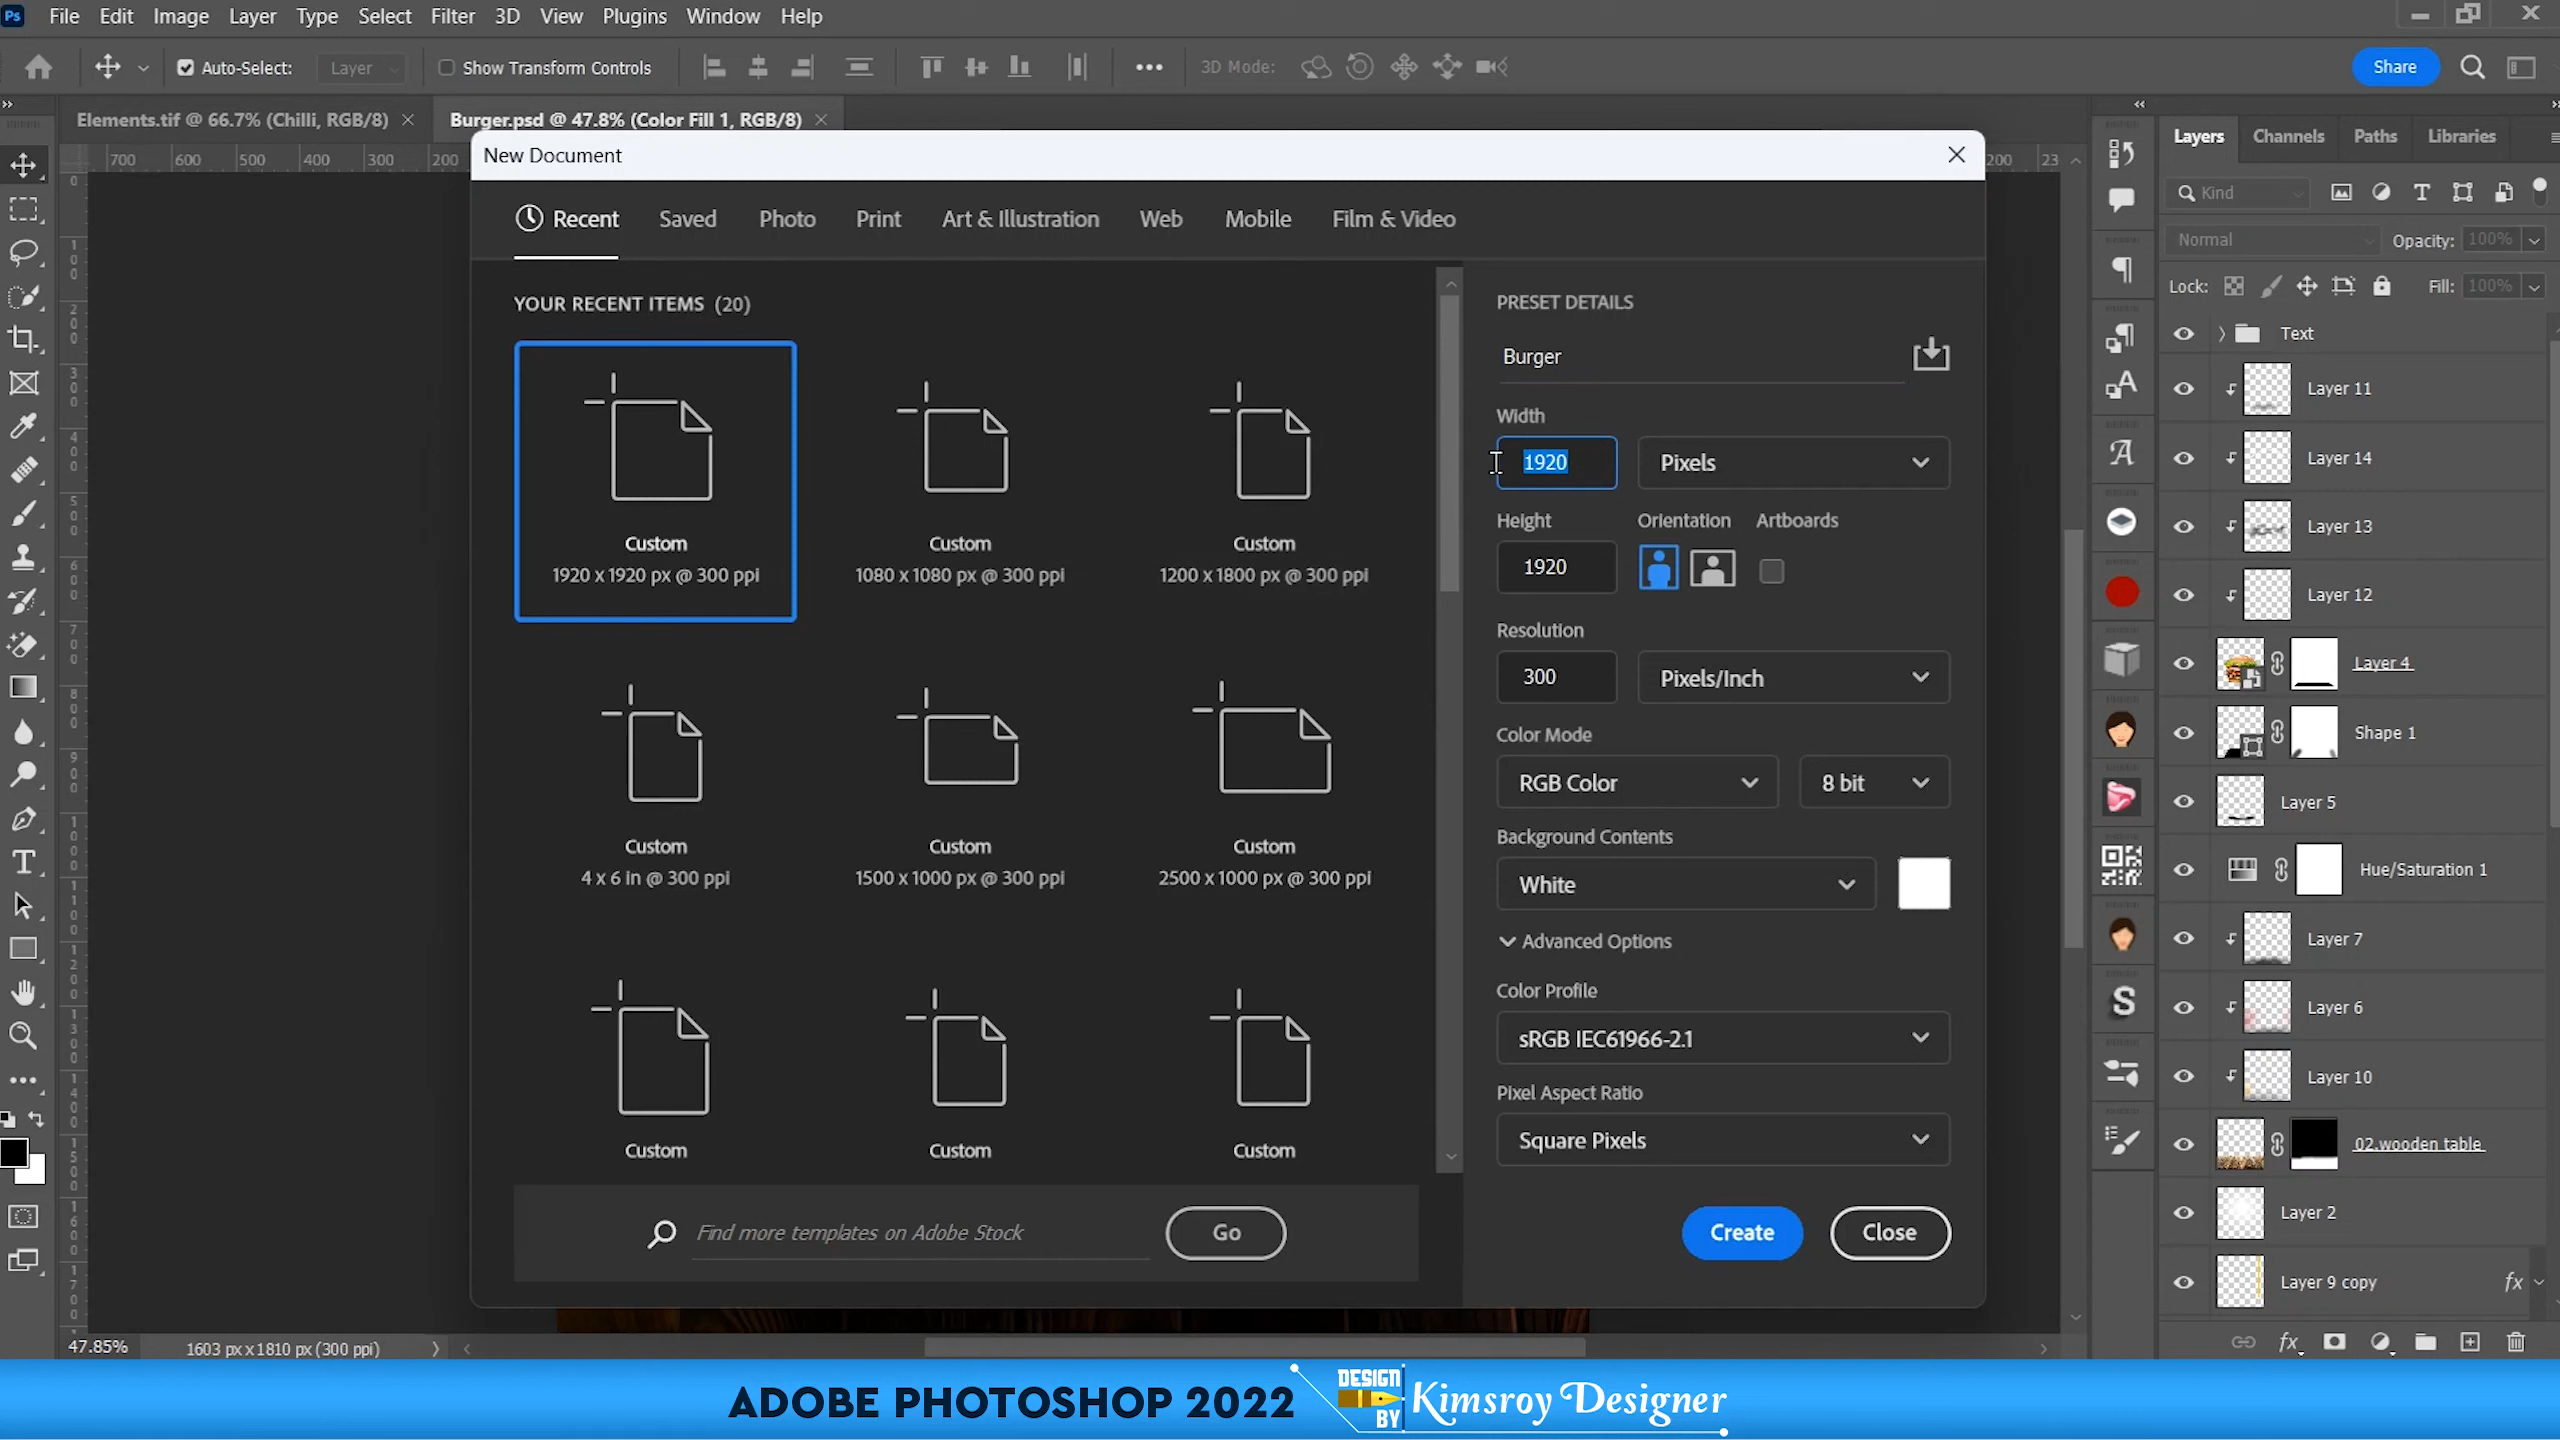 Ps File Edit Image Layer Type Select Filter 3D View Plugins Window Help
Auto-Select: Layer Show Transform Controls 3D Mode: Share
Elements.tif @ 66.7% (Chilli, RGB/8) Burger.psd @ 47.8% (Color Fill 1, RGB/8)
700 600 500 400 300 200
New Document
Recent Saved Photo Print Art & Illustration Web Mobile Film & Video
YOUR RECENT ITEMS (20)
Custom
1920 x 1920 px @ 300 ppi
Custom
1080 x 1080 px @ 300 ppi
Custom
1200 x 1800 px @ 300 ppi
Custom
4 x 6 in @ 300 ppi
Custom
1500 x 1000 px @ 300 ppi
Custom
2500 x 1000 px @ 300 ppi
Custom
Custom
Custom
Find more templates on Adobe Stock Go
PRESET DETAILS
Burger
Width
1920 Pixels
Height Orientation Artboards
1920
Resolution
300 Pixels/Inch
Color Mode
RGB Color 8 bit
Background Contents
White
Advanced Options
Color Profile
sRGB IEC61966-2.1
Pixel Aspect Ratio
Square Pixels
Create Close
200 23
Layers Channels Paths Libraries
Kind
Normal Opacity: 100%
Lock: Fill: 100%
Text
Layer 11
Layer 14
Layer 13
Layer 12
Layer 4
Shape 1
Layer 5
Hue/Saturation 1
Layer 7
Layer 6
Layer 10
02.wooden table
Layer 2
Layer 9 copy fx
47.85% 1603 px x 1810 px (300 ppi)
ADOBE PHOTOSHOP 2022
DESIGN
BY
Kimsroy Designer